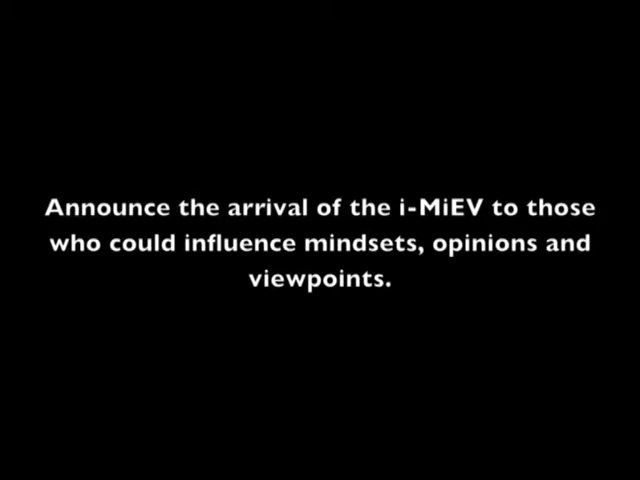 Announce the arrival of the i-MiEV to those
who could influence mindsets, opinions and
viewpoints.